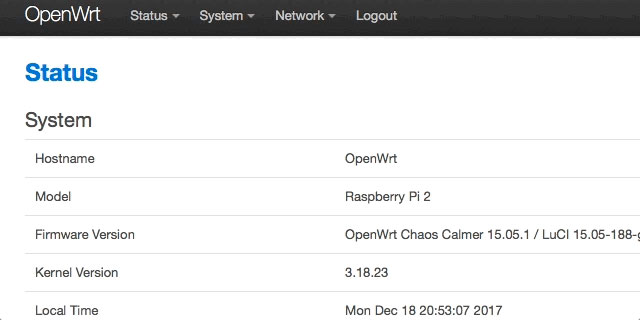 OpenWrt Status System Network Logout
Status
System
Hostname OpenWrt
Model Raspberry Pi 2
Firmware Version OpenWrt Chaos Calmer 15.05.1 / LuCI 15.05-188-g
Kernel Version 3.18.23
Local Time Mon Dec 18 20:53:07 2017